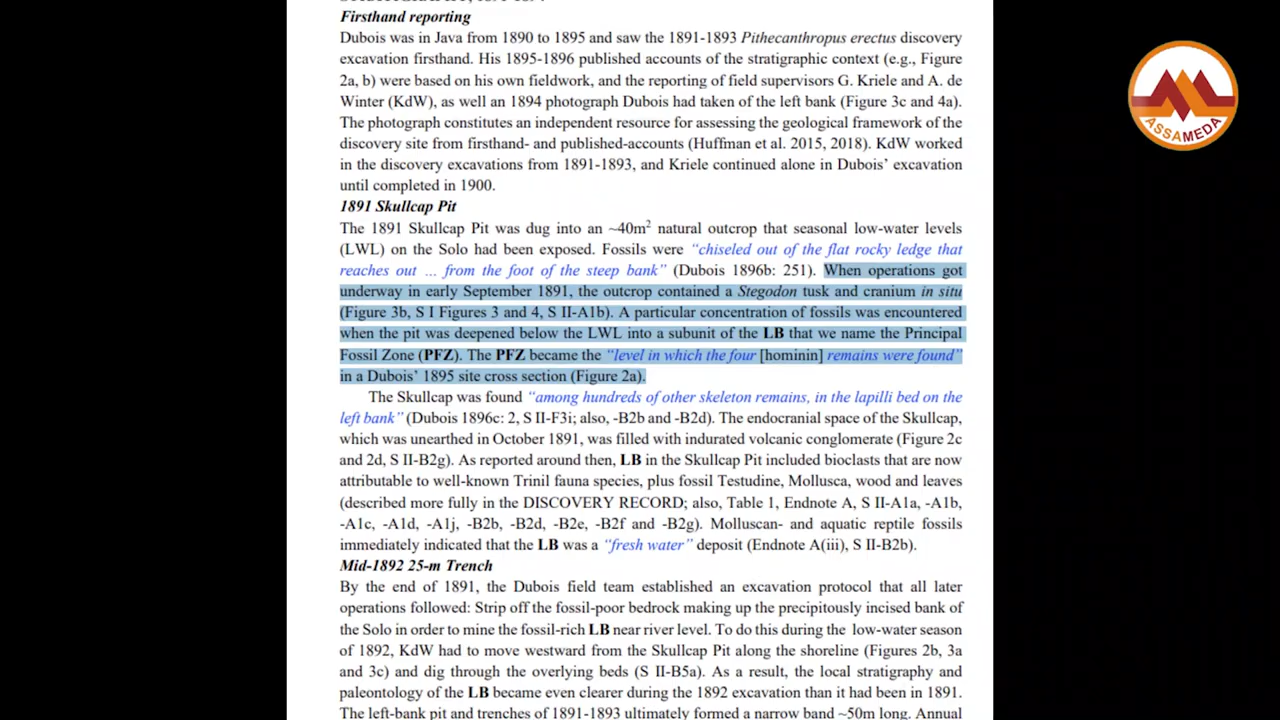 Firsthand reporting
Dubois was in Java from 1890 to 1895 and saw the 1891-1893 Pithecanthropus erectus discovery
excavation firsthand. His 1895-1896 published accounts of the stratigraphic context (e.g., Figure
2a, b) were based on his own fieldwork, and the reporting of field supervisors G. Kriele and A. de
Winter (KdW), as well an 1894 photograph Dubois had taken of the left bank (Figure 3c and 4a).
The photograph constitutes an independent resource for assessing the geological framework of the
discovery site from firsthand- and published-accounts (Huffman et al. 2015, 2018). KdW worked
in the discovery excavations from 1891-1893, and Kriele continued alone in Dubois' excavation
until completed in 1900.
1891 Skullcap Pit
The 1891 Skullcap Pit was dug into an ~40m² natural outcrop that seasonal low-water levels
(LWL) on the Solo had been exposed. Fossils were "chiseled out of the flat rocky ledge that
reaches out ... from the foot of the steep bank" (Dubois 1896b: 251). When operations got
underway in early September 1891, the outcrop contained a Stegodon tusk and cranium in situ
(Figure 3b, S I Figures 3 and 4, S II-A1b). A particular concentration of fossils was encountered
when the pit was deepened below the LWL into a subunit of the LB that we name the Principal
Fossil Zone (PFZ). The PFZ became the "level in which the four [hominin] remains were found"
in a Dubois' 1895 site cross section (Figure 2a).
The Skullcap was found "among hundreds of other skeleton remains, in the lapilli bed on the
left bank" (Dubois 1896c: 2, S II-F3i; also, -B2b and -B2d). The endocranial space of the Skullcap,
which was unearthed in October 1891, was filled with indurated volcanic conglomerate (Figure 2c
and 2d, S II-B2g). As reported around then, LB in the Skullcap Pit included bioclasts that are now
attributable to well-known Trinil fauna species, plus fossil Testudine, Mollusca, wood and leaves
(described more fully in the DISCOVERY RECORD; also, Table 1, Endnote A, S II-A1a, -A1b,
-A1c, -A1d, -A1j, -B2b, -B2d, -B2e, -B2f and -B2g). Molluscan- and aquatic reptile fossils
immediately indicated that the LB was a "fresh water" deposit (Endnote A(iii), S II-B2b).
Mid-1892 25-m Trench
By the end of 1891, the Dubois field team established an excavation protocol that all later
operations followed: Strip off the fossil-poor bedrock making up the precipitously incised bank of
the Solo in order to mine the fossil-rich LB near river level. To do this during the low-water season
of 1892, KdW had to move westward from the Skullcap Pit along the shoreline (Figures 2b, 3a
and 3c) and dig through the overlying beds (S II-B5a). As a result, the local stratigraphy and
paleontology of the LB became even clearer during the 1892 excavation than it had been in 1891.
The left-bank pit and trenches of 1891-1893 ultimately formed a narrow band ~50m long. Annual
ASSAMEDA